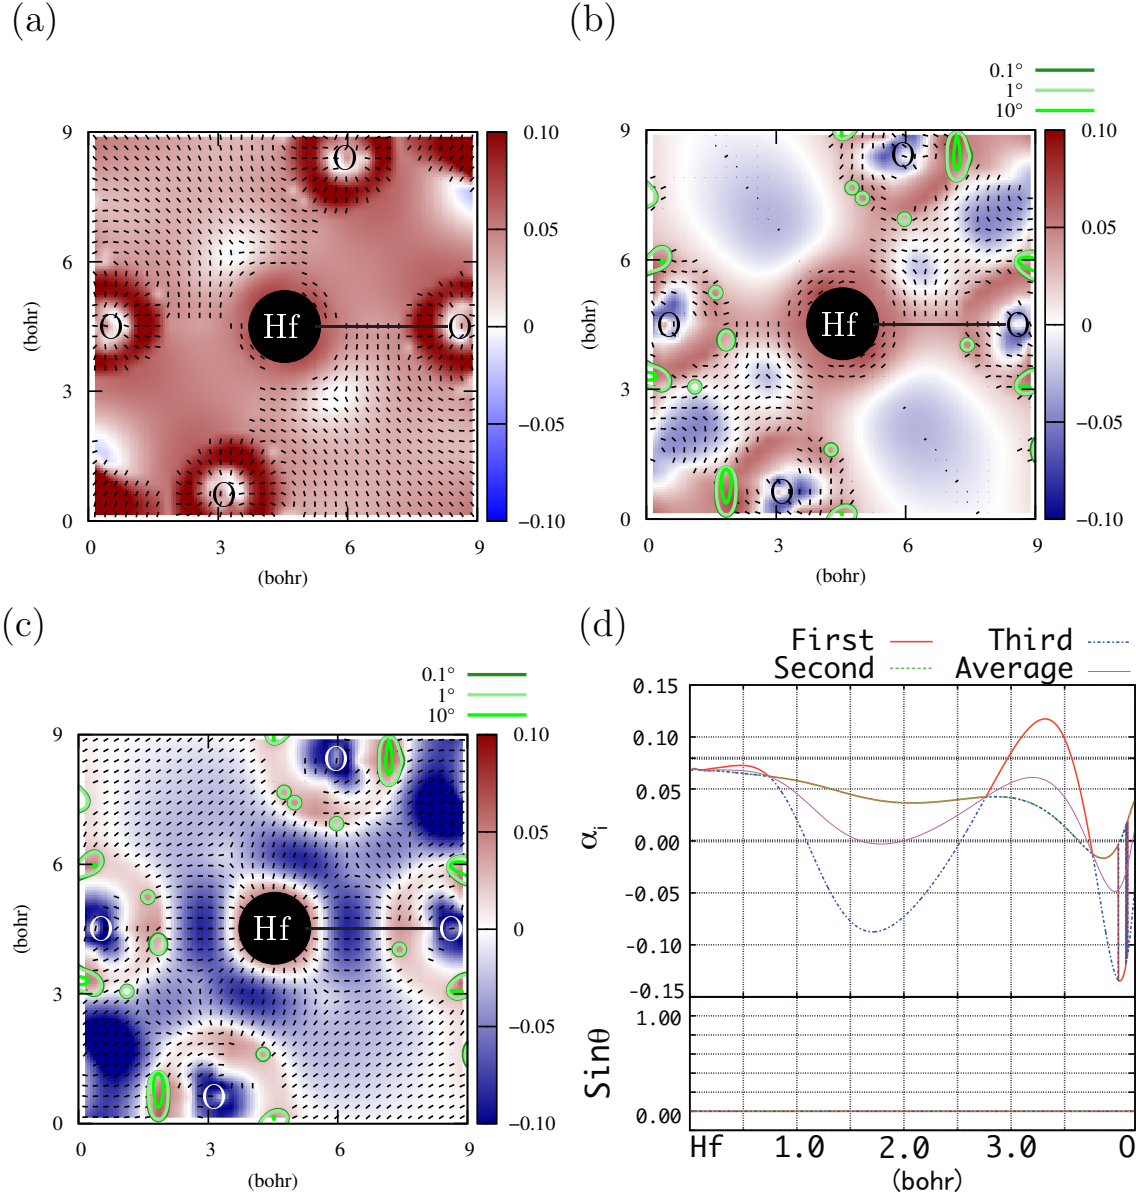 (a)
9
6
3
0
0 3 6 9
(bohr)
(bohr)
0.10
0.05
0
−0.05
−0.10
O
O
Hf
O
O
(b)
0.1°
1°
10°
9
6
3
0
0 3 6 9
(bohr)
(bohr)
0.10
0.05
0
−0.05
−0.10
O
O
Hf
O
O
(c)
0.1°
1°
10°
9
6
3
0
0 3 6 9
(bohr)
(bohr)
0.10
0.05
0
−0.05
−0.10
O
O
Hf
O
O
(d)
First Third
Second Average
0.15
0.10
0.05
0.00
-0.05
-0.10
-0.15
αi
1.00
0.00
Sinθ
Hf 1.0 2.0 3.0 O
(bohr)